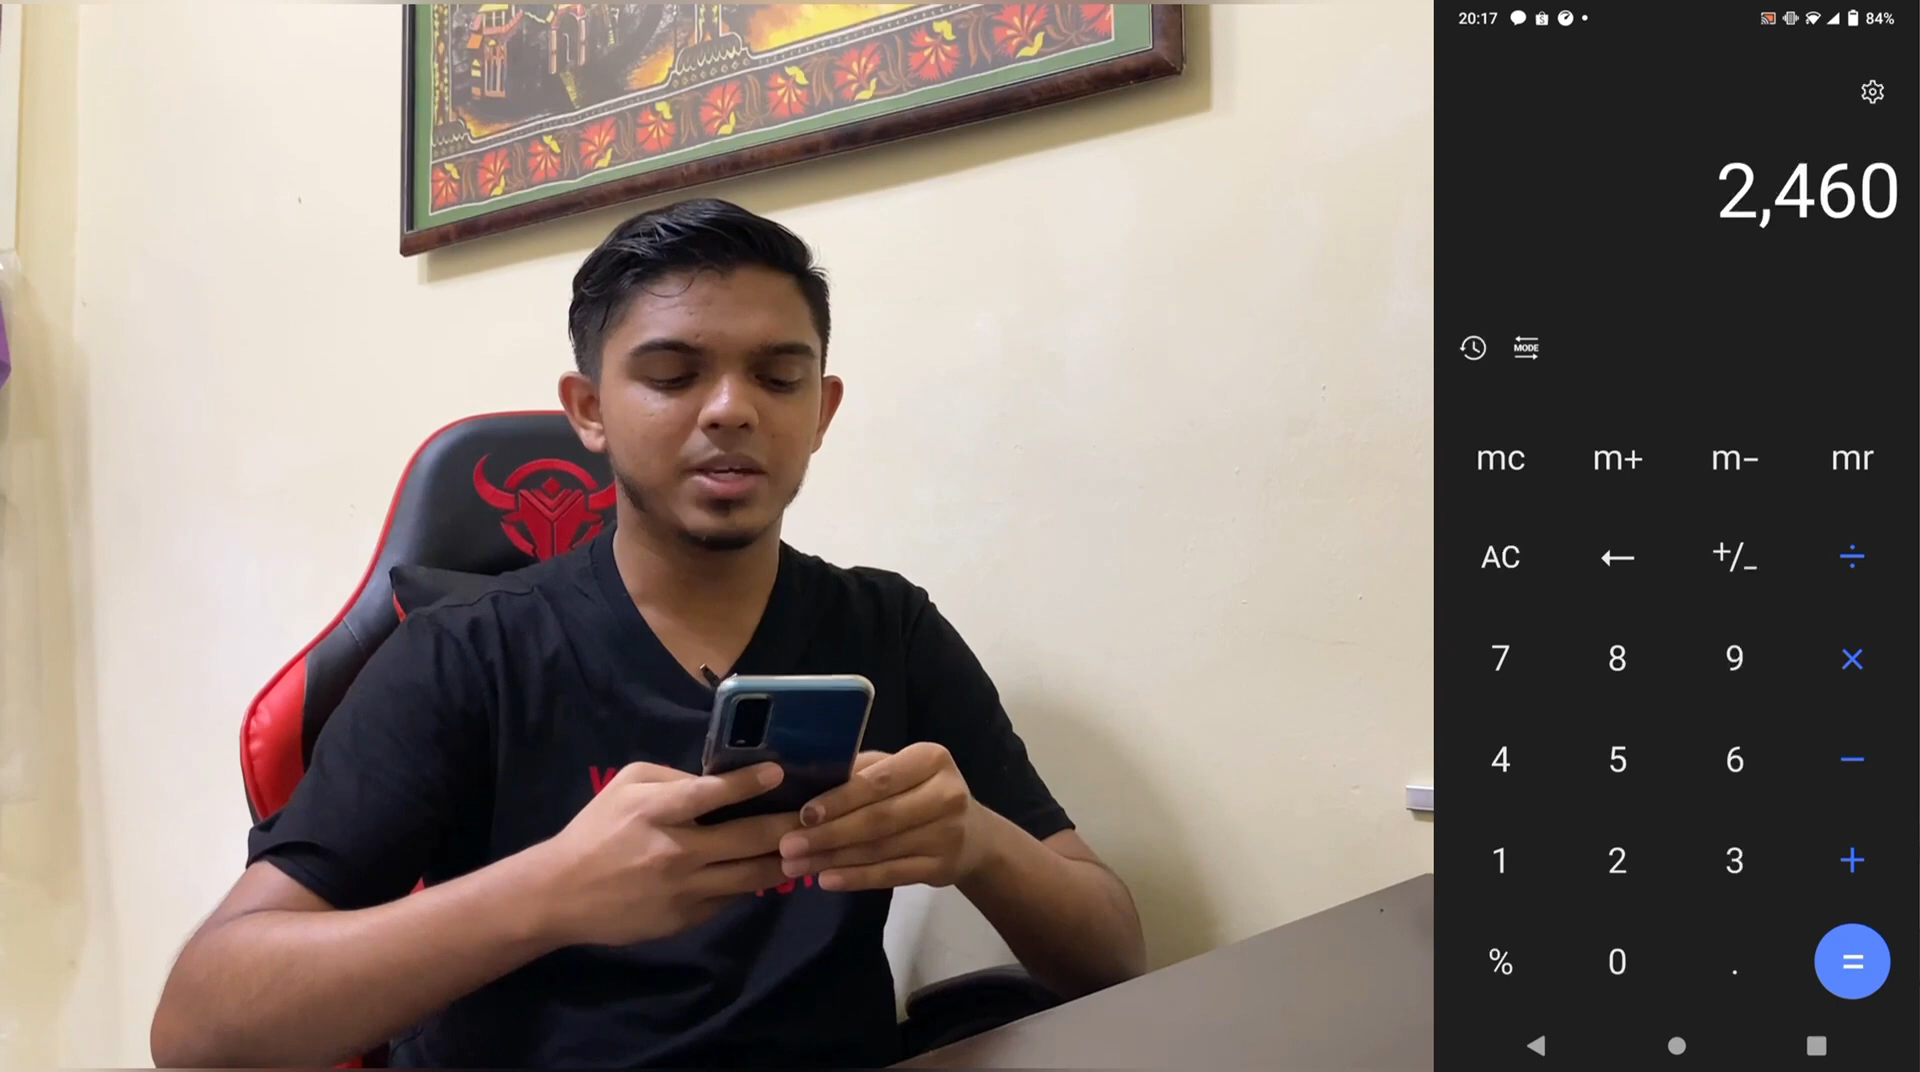 20:17 84%
2,460
MODE
mc m+ m− mr
AC ← +/− ÷
7 8 9 ×
4 5 6 −
1 2 3 +
% 0 . =